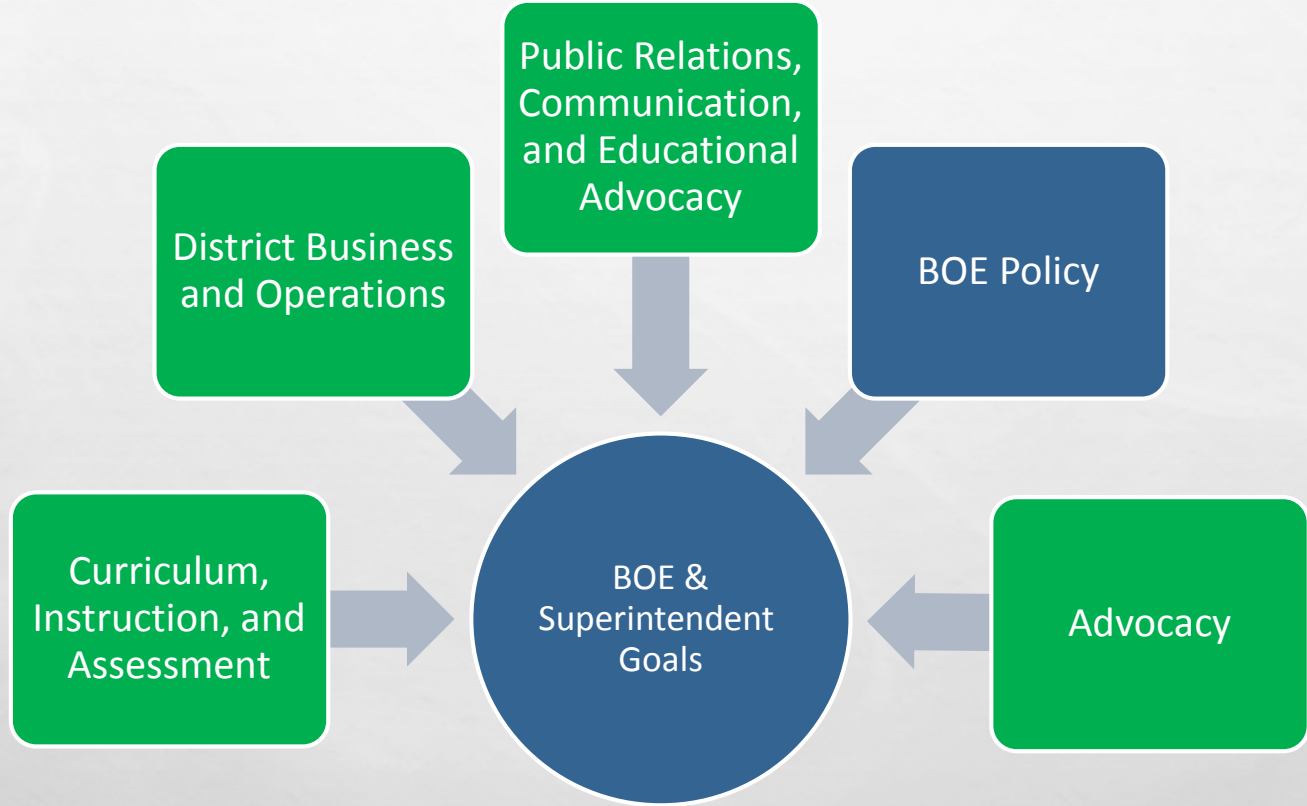 Public Relations,
Communication,
and Educational
Advocacy
District Business
and Operations
BOE Policy
Curriculum,
Instruction, and
Assessment
BOE &
Superintendent
Goals
Advocacy